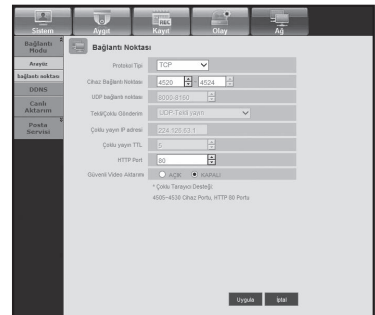 Sistem
Aygıt
Kayıt
Olay
Ağ
Bağlantı Modu
Arayüz
bağlantı noktası
DDNS
Canlı Aktarım
Posta Servisi
Bağlantı Noktası
Protokol Tipi TCP
Cihaz Bağlantı Noktası 4520 - 4524
UDP bağlantı noktası 8000-8160
Tekli/Çoklu Gönderim UDP-Tekli yayın
Çoklu yayın IP adresi 224.126.63.1
Çoklu yayın TTL 5
HTTP Port 80
Güvenli Video Aktarımı AÇIK KAPALI
* Çoklu Tarayıcı Desteği
4505~4530 Cihaz Portu, HTTP 80 Portu
Uygula
İptal